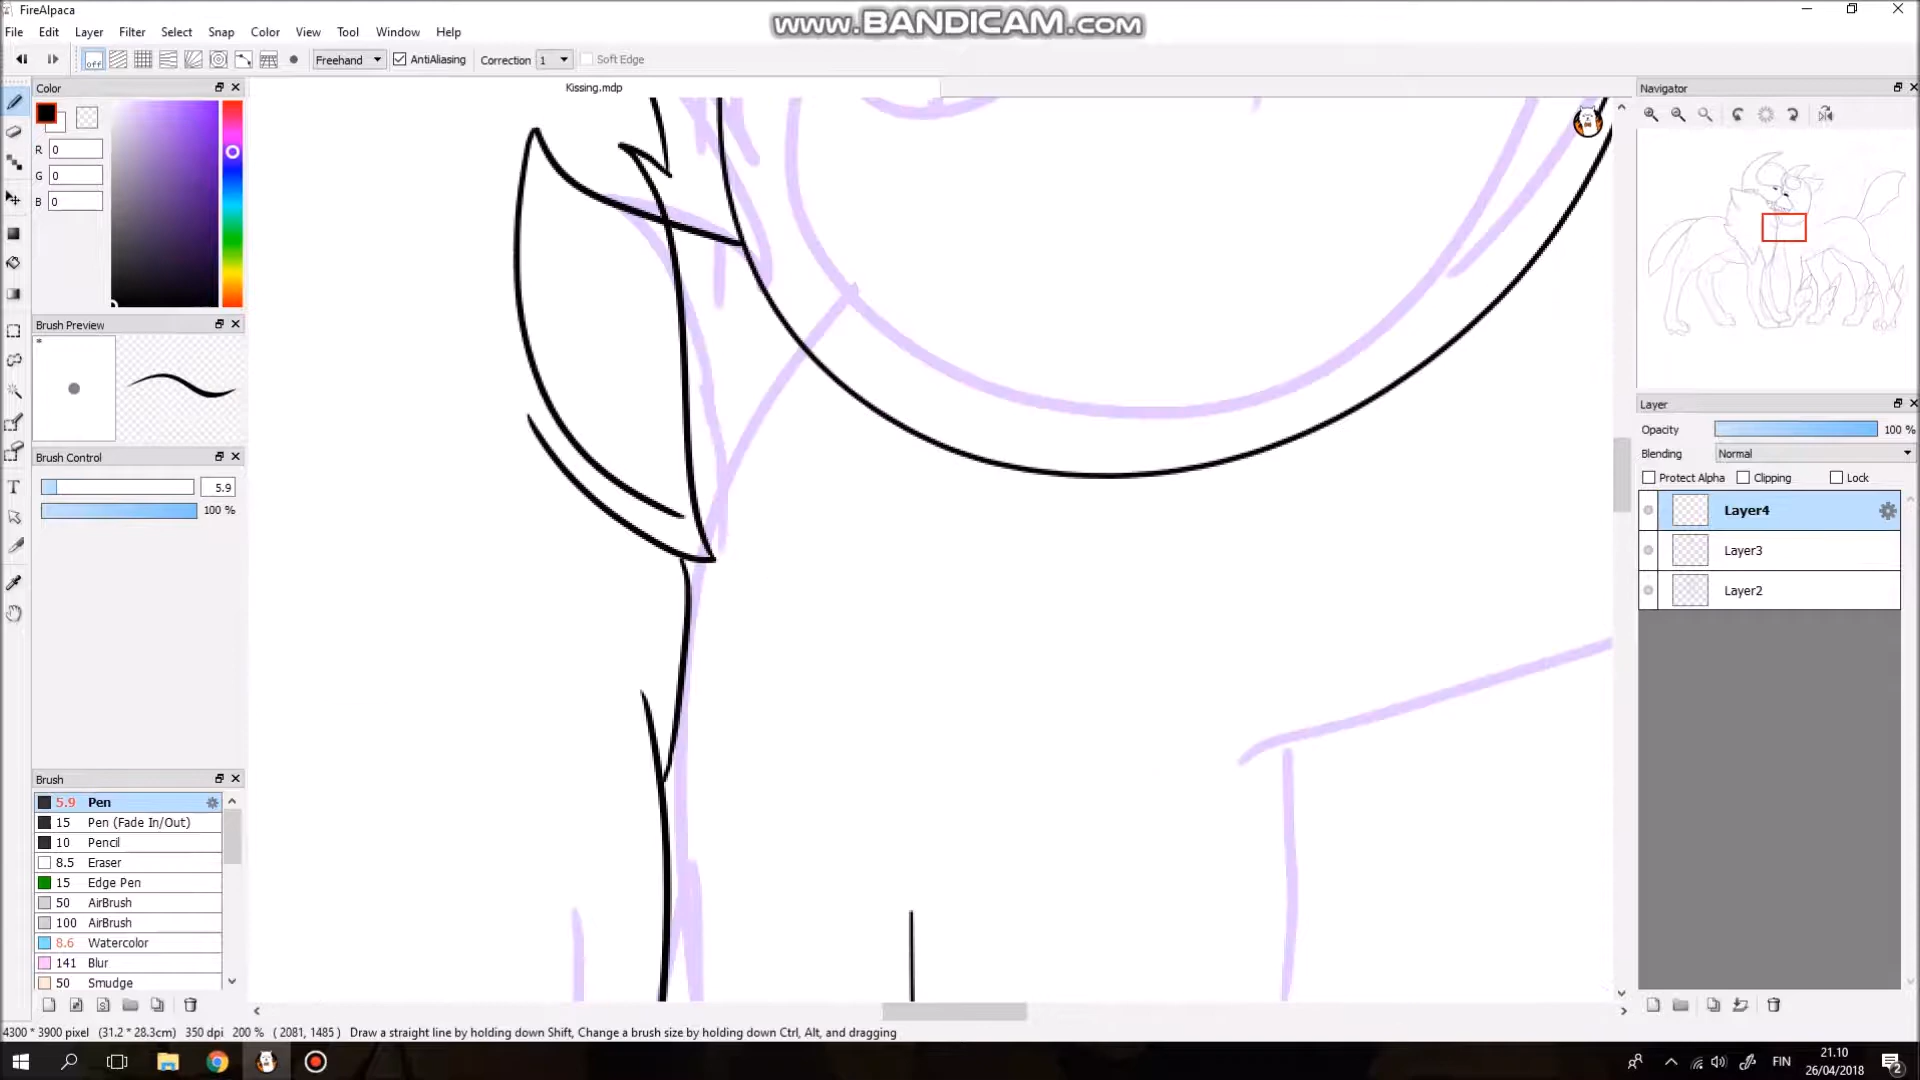 FireAlpaca
www.BANDICAM.com
File Edit Layer Filter Select Snap Color View Tool Window Help
off Freehand AntiAliasing Correction 1 Soft Edge
Color
Kissing.mdp
Navigator
R 0
G 0
B 0
Brush Preview
*
Layer
Opacity 100 %
Blending Normal
Brush Control
Protect Alpha Clipping Lock
5.9
100 %
Layer4
Layer3
Layer2
Brush
5.9 Pen
15 Pen (Fade In/Out)
10 Pencil
8.5 Eraser
15 Edge Pen
50 AirBrush
100 AirBrush
8.6 Watercolor
141 Blur
50 Smudge
4300 * 3900 pixel (31.2 * 28.3cm) 350 dpi 200 % ( 2081, 1485 ) Draw a straight line by holding down Shift, Change a brush size by holding down Ctrl, Alt, and dragging
FIN
21.10
26/04/2018
2